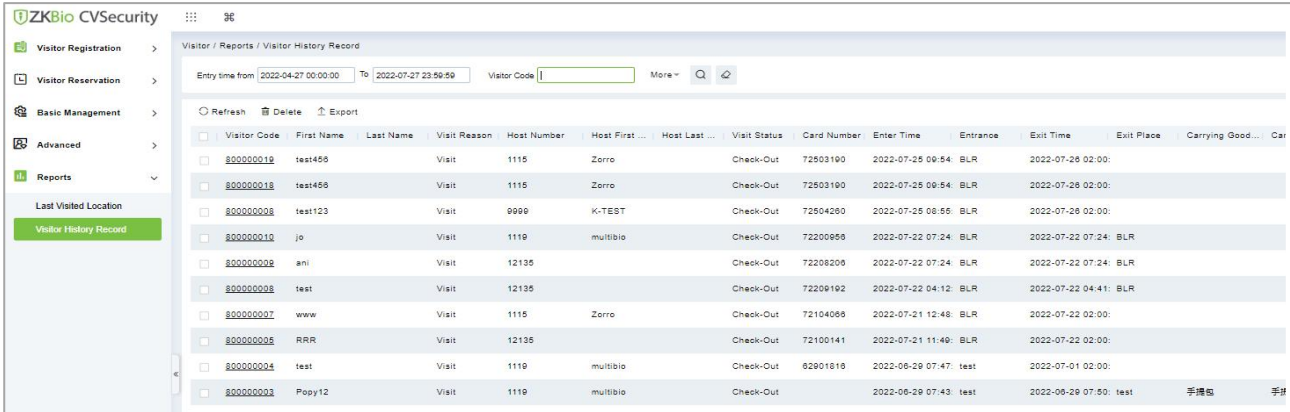 ZKBio CVSecurity
Visitor Registration
Visitor Reservation
Basic Management
Advanced
Reports
Last Visited Location
Visitor History Record
Visitor / Reports / Visitor History Record
Entry time from 2022-04-27 00:00:00 To 2022-07-27 23:59:59 Visitor Code More
Refresh Delete Export
Visitor Code First Name Last Name Visit Reason Host Number Host First ... Host Last ... Visit Status Card Number Enter Time Entrance Exit Time Exit Place Carrying Good... Car
800000019 test456 Visit 1115 Zorro Check-Out 72503190 2022-07-25 09:54: BLR 2022-07-26 02:00:
800000018 test456 Visit 1115 Zorro Check-Out 72503190 2022-07-25 09:54: BLR 2022-07-26 02:00:
800000008 test123 Visit 9999 K-TEST Check-Out 72504260 2022-07-25 08:55: BLR 2022-07-26 02:00:
800000010 jo Visit 1119 multibio Check-Out 72200956 2022-07-22 07:24: BLR 2022-07-22 07:24: BLR
800000009 ani Visit 12135 Check-Out 72208206 2022-07-22 07:24: BLR 2022-07-22 07:24: BLR
800000008 test Visit 12135 Check-Out 72209192 2022-07-22 04:12: BLR 2022-07-22 04:41: BLR
800000007 www Visit 1115 Zorro Check-Out 72104066 2022-07-21 12:48: BLR 2022-07-22 02:00:
800000005 RRR Visit 12135 Check-Out 72100141 2022-07-21 11:49: BLR 2022-07-22 02:00:
800000004 test Visit 1119 multibio Check-Out 62901816 2022-06-29 07:47: test 2022-07-01 02:00:
800000003 Popy12 Visit 1119 multibio Check-Out 2022-06-29 07:43: test 2022-06-29 07:50: test 手提包 手